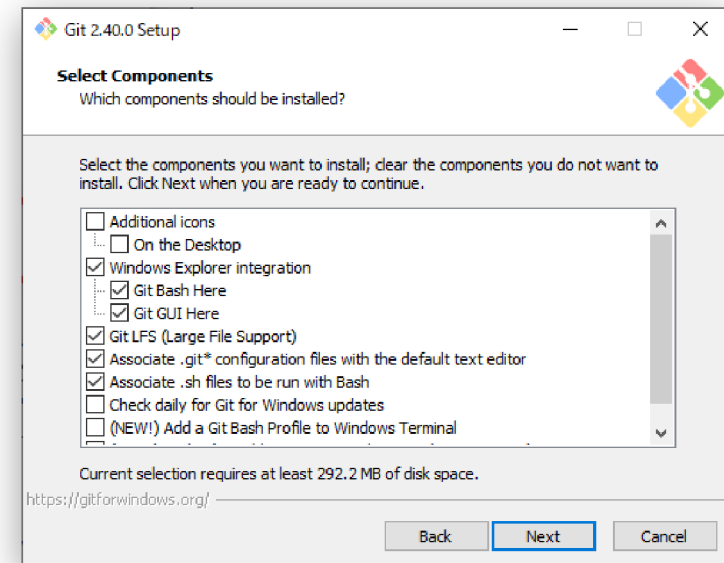 Git 2.40.0 Setup
Select Components
Which components should be installed?
Select the components you want to install; clear the components you do not want to
install. Click Next when you are ready to continue.
Additional icons
On the Desktop
Windows Explorer integration
Git Bash Here
Git GUI Here
Git LFS (Large File Support)
Associate .git* configuration files with the default text editor
Associate .sh files to be run with Bash
Check daily for Git for Windows updates
(NEW!) Add a Git Bash Profile to Windows Terminal
Current selection requires at least 292.2 MB of disk space.
https://gitforwindows.org/
Back Next Cancel